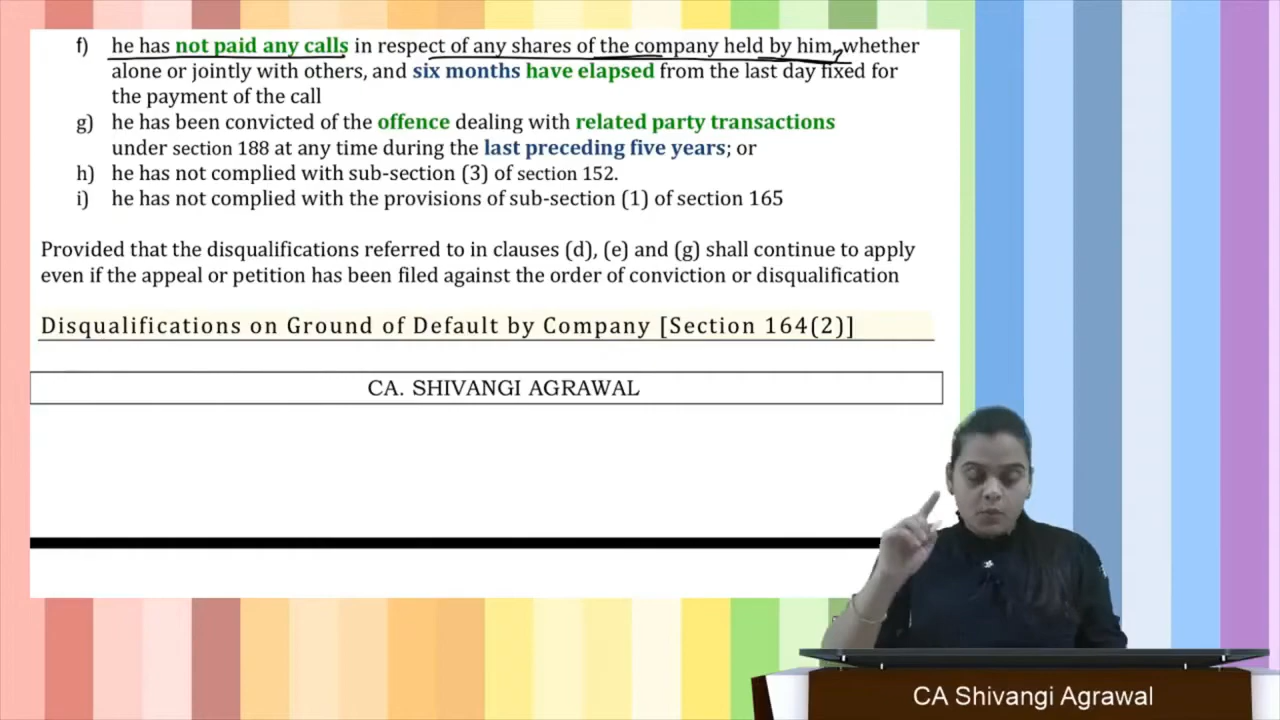 f) he has not paid any calls in respect of any shares of the company held by him, whether
alone or jointly with others, and six months have elapsed from the last day fixed for
the payment of the call
g) he has been convicted of the offence dealing with related party transactions
under section 188 at any time during the last preceding five years; or
h) he has not complied with sub-section (3) of section 152.
i) he has not complied with the provisions of sub-section (1) of section 165
Provided that the disqualifications referred to in clauses (d), (e) and (g) shall continue to apply
even if the appeal or petition has been filed against the order of conviction or disqualification
Disqualifications on Ground of Default by Company [Section 164(2)]
CA. SHIVANGI AGRAWAL
CA Shivangi Agrawal